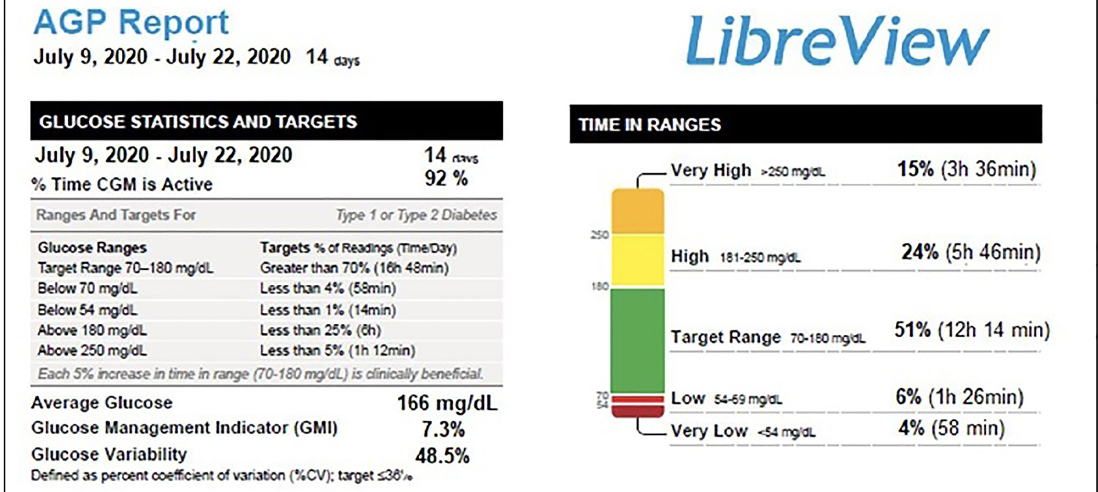 AGP Report
July 9, 2020 - July 22, 2020 14 days
LibreView
GLUCOSE STATISTICS AND TARGETS
July 9, 2020 - July 22, 2020 14 days
% Time CGM is Active 92 %
Ranges And Targets For Type 1 or Type 2 Diabetes
Glucose Ranges Targets % of Readings (Time/Day)
Target Range 70–180 mg/dL Greater than 70% (16h 48min)
Below 70 mg/dL Less than 4% (58min)
Below 54 mg/dL Less than 1% (14min)
Above 180 mg/dL Less than 25% (6h)
Above 250 mg/dL Less than 5% (1h 12min)
Each 5% increase in time in range (70-180 mg/dL) is clinically beneficial.
Average Glucose 166 mg/dL
Glucose Management Indicator (GMI) 7.3%
Glucose Variability 48.5%
Defined as percent coefficient of variation (%CV); target ≤36%
TIME IN RANGES
Very High >250 mg/dL 15% (3h 36min)
250
High 181-250 mg/dL 24% (5h 46min)
180
Target Range 70-180 mg/dL 51% (12h 14 min)
70
Low 54-69 mg/dL 6% (1h 26min)
54
Very Low <54 mg/dL 4% (58 min)